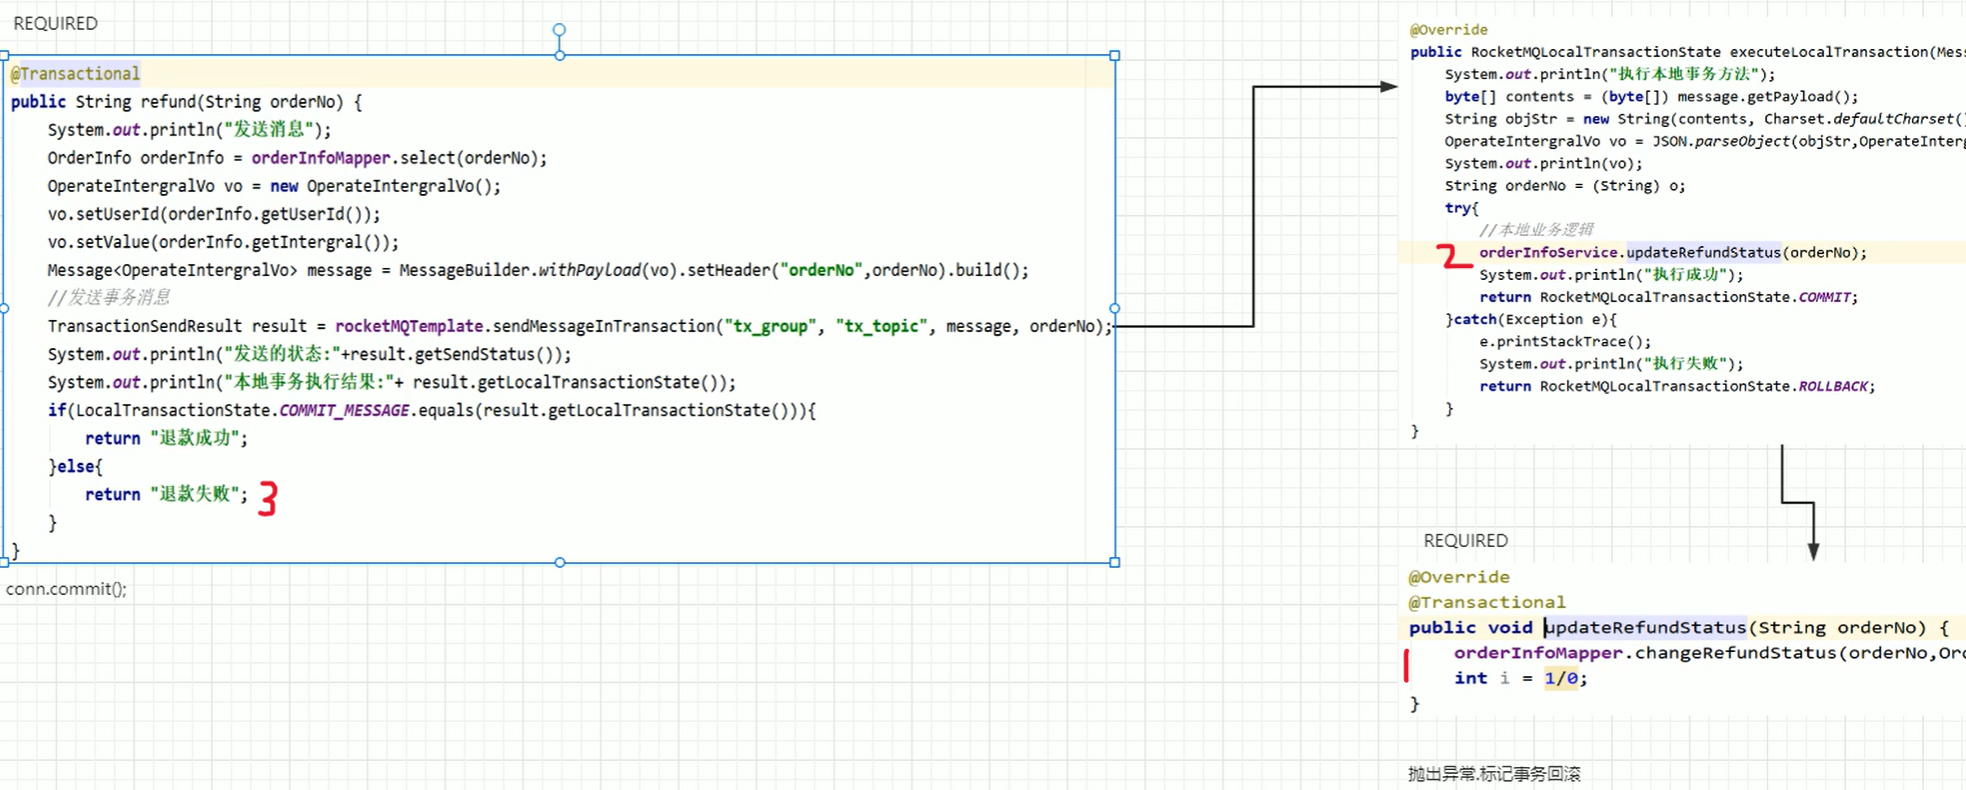 REQUIRED
@Transactional
public String refund(String orderNo) {
System.out.println("发送消息");
OrderInfo orderInfo = orderInfoMapper.select(orderNo);
OperateIntergralVo vo = new OperateIntergralVo();
vo.setUserId(orderInfo.getUserId());
vo.setValue(orderInfo.getIntergral());
Message<OperateIntergralVo> message = MessageBuilder.withPayload(vo).setHeader("orderNo",orderNo).build();
//发送事务消息
TransactionSendResult result = rocketMQTemplate.sendMessageInTransaction("tx_group", "tx_topic", message, orderNo);
System.out.println("发送的状态:"+result.getSendStatus());
System.out.println("本地事务执行结果:"+ result.getLocalTransactionState());
if(LocalTransactionState.COMMIT_MESSAGE.equals(result.getLocalTransactionState())){
return "退款成功";
}else{
return "退款失败"; 3
}
}
conn.commit();
@Override
public RocketMQLocalTransactionState executeLocalTransaction(Mes
System.out.println("执行本地事务方法");
byte[] contents = (byte[]) message.getPayload();
String objStr = new String(contents, Charset.defaultCharset()
OperateIntergralVo vo = JSON.parseObject(objStr,OperateInterg
System.out.println(vo);
String orderNo = (String) o;
try{
//本地业务逻辑
2 orderInfoService.updateRefundStatus(orderNo);
System.out.println("执行成功");
return RocketMQLocalTransactionState.COMMIT;
}catch(Exception e){
e.printStackTrace();
System.out.println("执行失败");
return RocketMQLocalTransactionState.ROLLBACK;
}
}
REQUIRED
@Override
@Transactional
public void updateRefundStatus(String orderNo) {
orderInfoMapper.changeRefundStatus(orderNo,Ord
1 int i = 1/0;
}
抛出异常.标记事务回滚